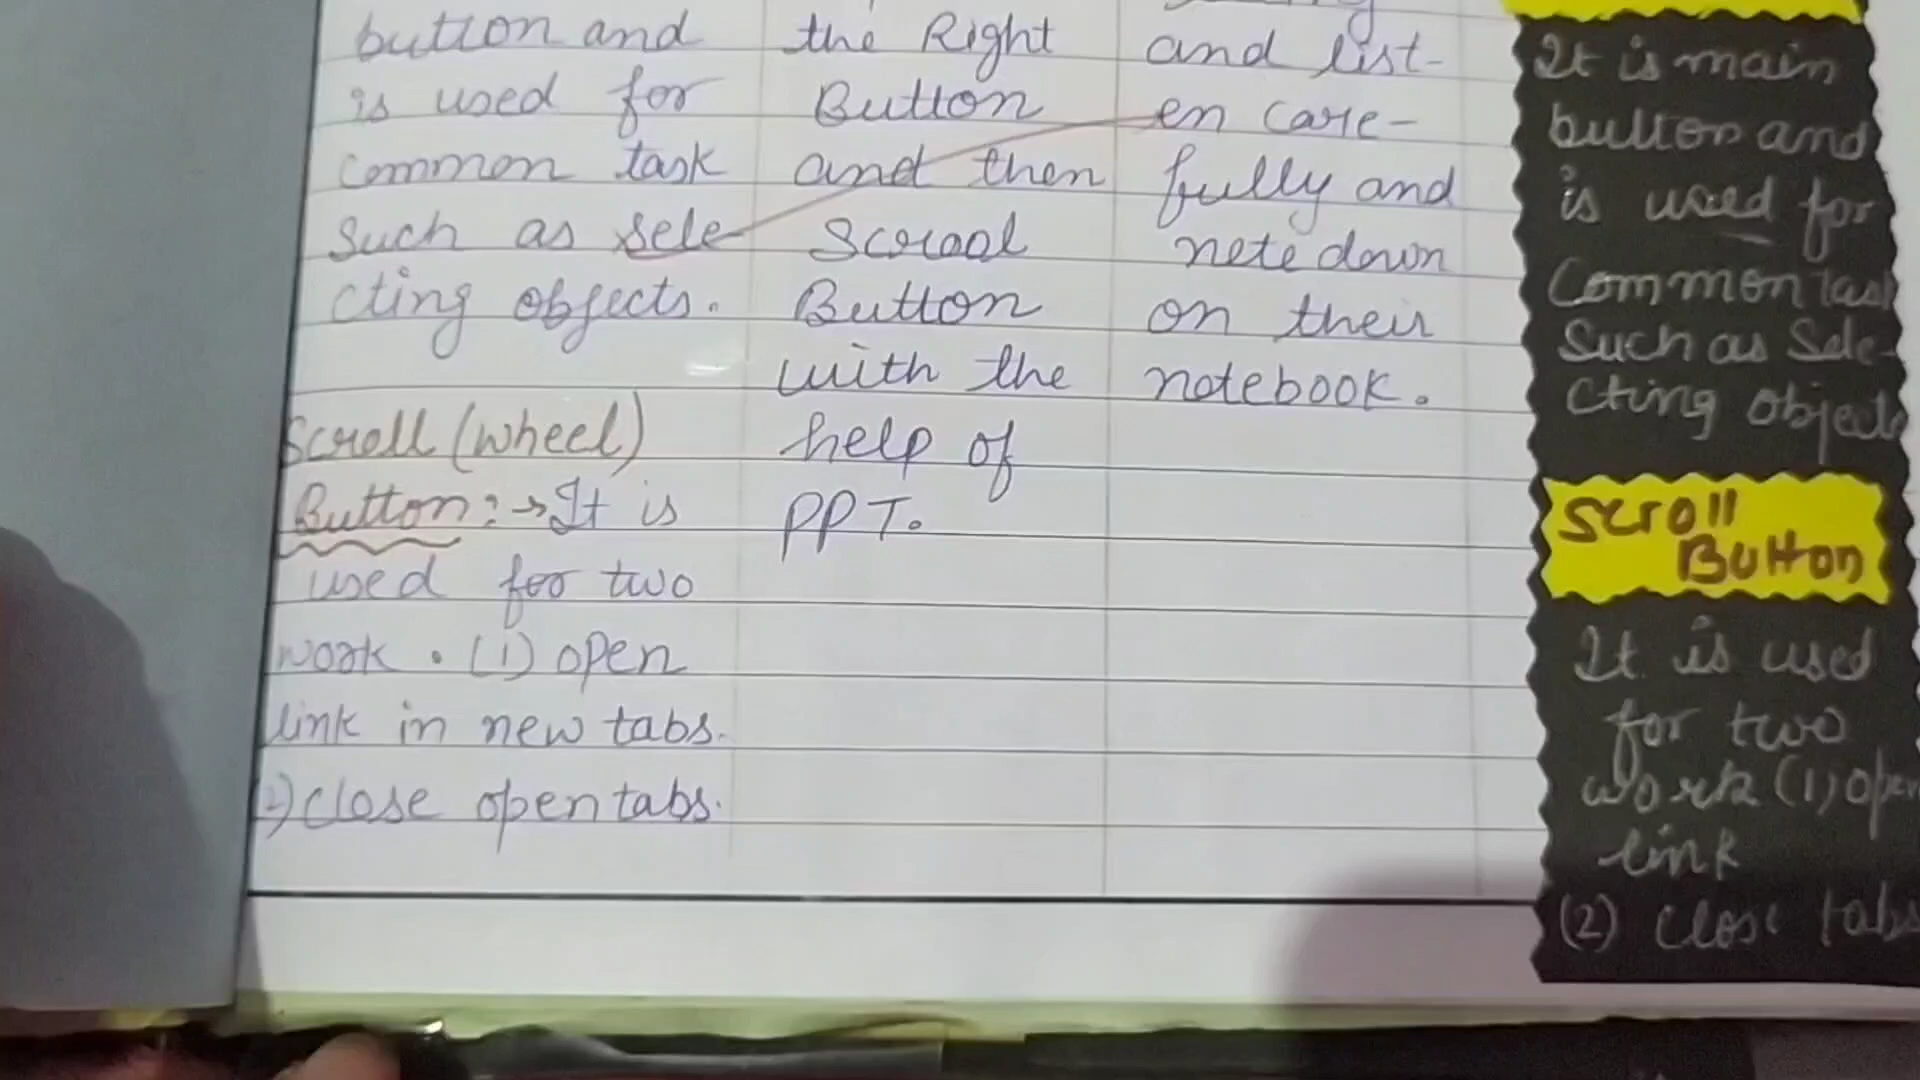 button and
is used for
common task
such as sele-
cting objects.
Scroll (wheel)
Button :→ It is
used for two
work . (1) open
link in new tabs.
2) close open tabs.
the Right
Button
and then
Scrool
Button
with the
help of
PPT.
and list-
en care-
fully and
note down
on their
notebook.
It is main
button and
is used for
Common Task
Such as Sele-
cting objects
Scroll
Button
It is used
for two
work (1) open
link
(2) close tabs